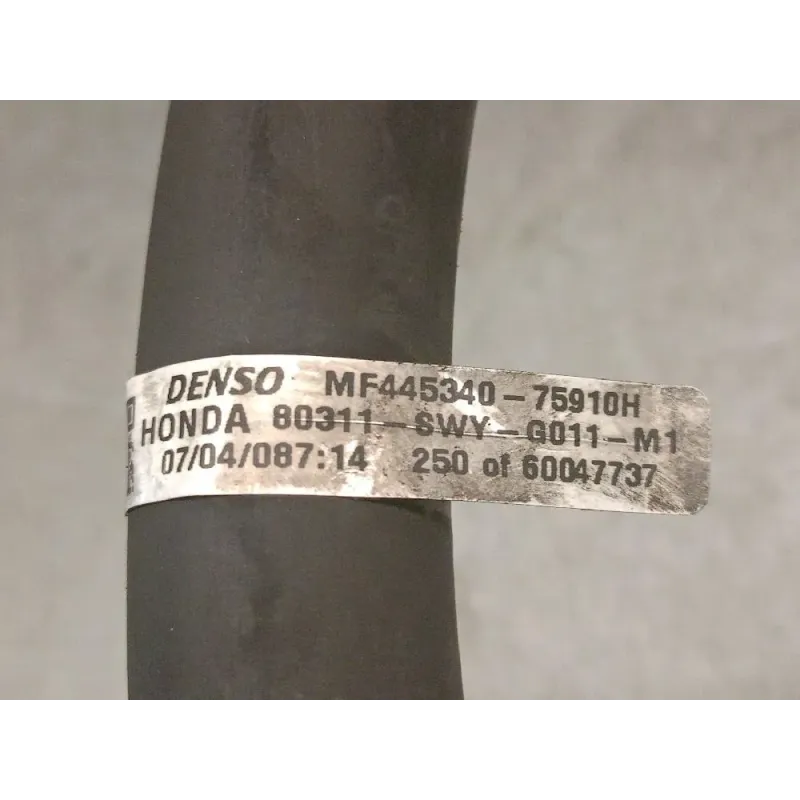 DENSO MF445340-75910H
HONDA 80311-SWY-G011-M1
07/04/087:14 250 of 60047737